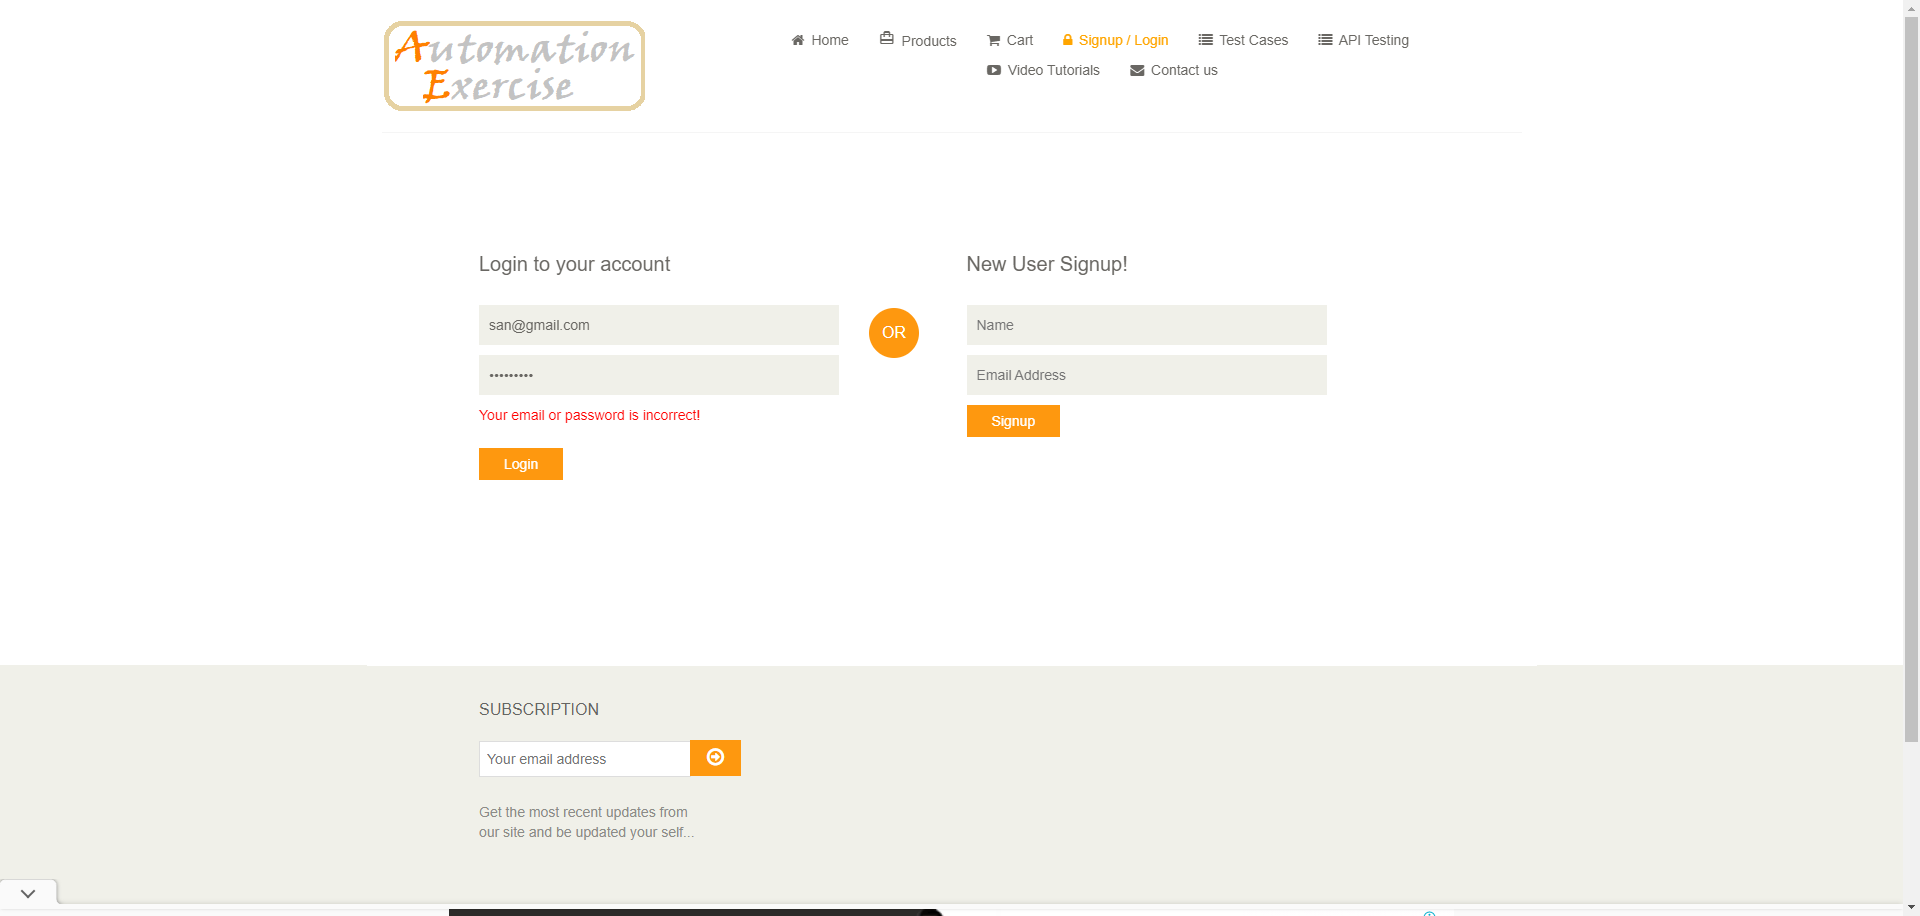 Automation
Exercise
Home
Products
Cart
Signup / Login
Test Cases
API Testing
Video Tutorials
Contact us
Login to your account
san@gmail.com
•••••••••
Your email or password is incorrect!
Login
OR
New User Signup!
Name
Email Address
Signup
SUBSCRIPTION
Your email address
Get the most recent updates from
our site and be updated your self...